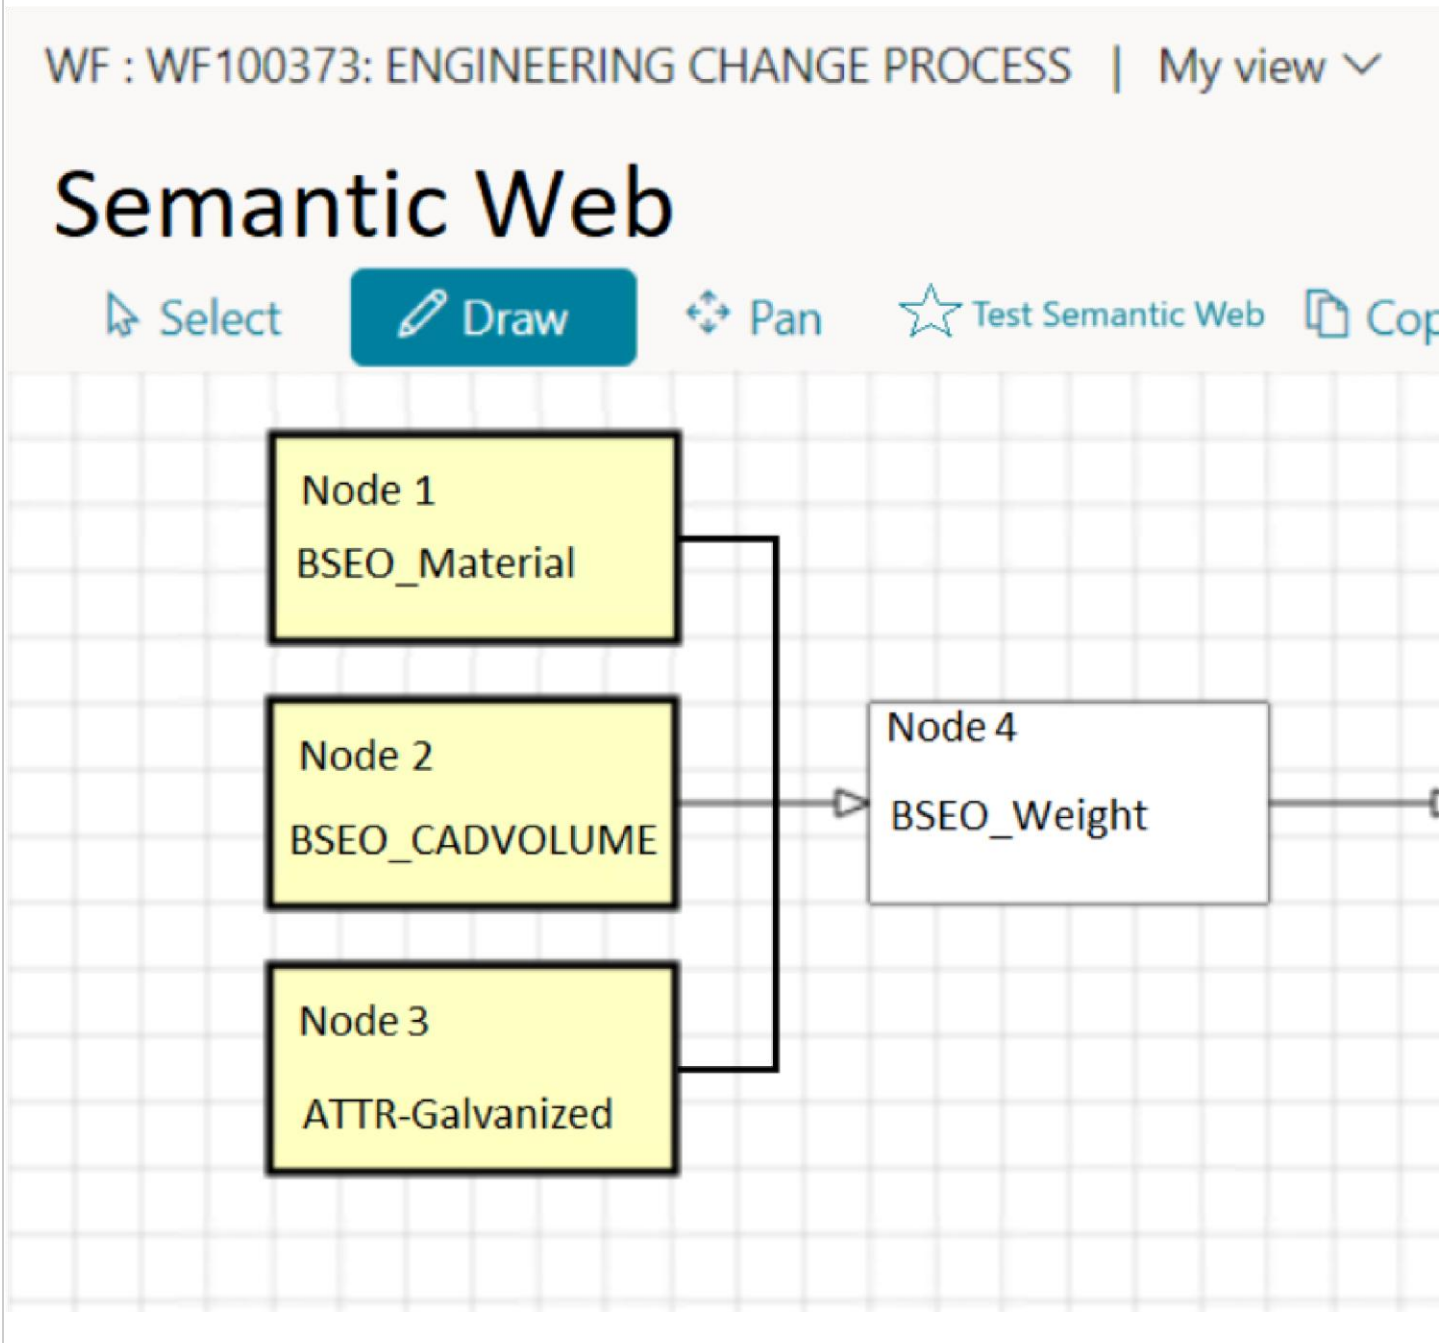 WF : WF100373: ENGINEERING CHANGE PROCESS | My view
Semantic Web
Select Draw Pan Test Semantic Web Cop
Node 1
BSEO_Material
Node 2
BSEO_CADVOLUME
Node 3
ATTR-Galvanized
Node 4
BSEO_Weight